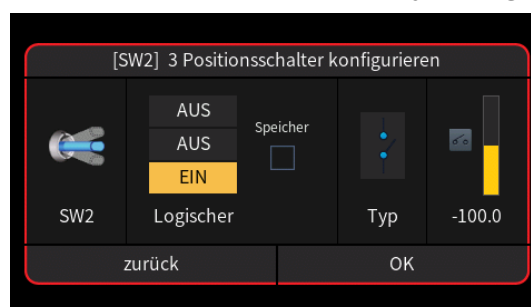 [SW2] 3 Positionsschalter konfigurieren
AUS
AUS
EIN
Speicher
SW2
Logischer
Typ
-100.0
zurück
OK